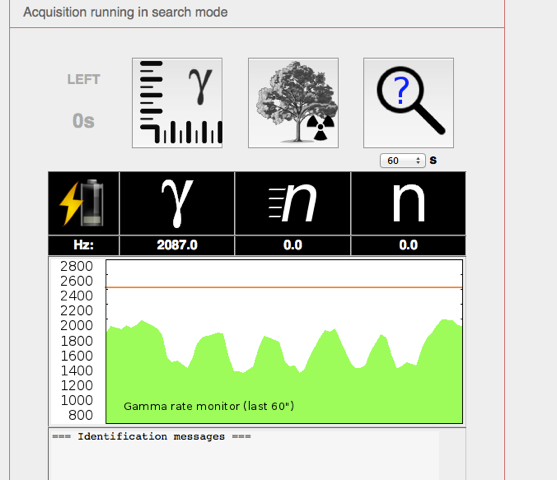 Acquisition running in search mode
LEFT
0s
γ
?
60 s
γ n n
Hz: 2087.0 0.0 0.0
2800
2600
2400
2200
2000
1800
1600
1400
1200
1000
800
Gamma rate monitor (last 60")
=== Identification messages ===